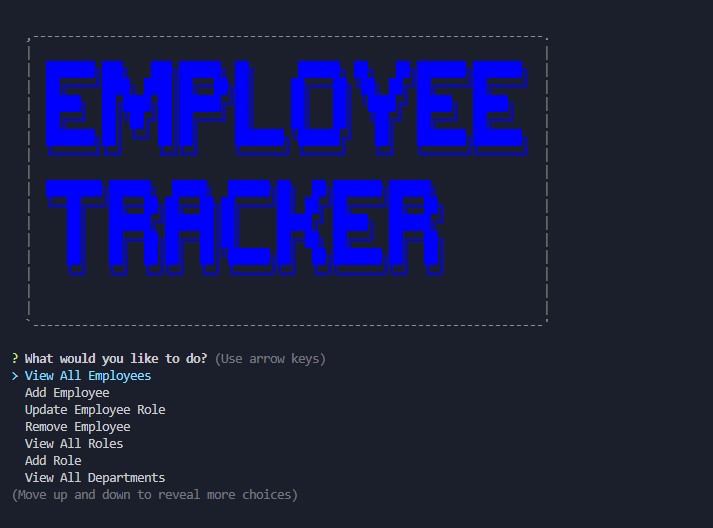 EMPLOYEE
TRACKER
? What would you like to do? (Use arrow keys)
> View All Employees
Add Employee
Update Employee Role
Remove Employee
View All Roles
Add Role
View All Departments
(Move up and down to reveal more choices)